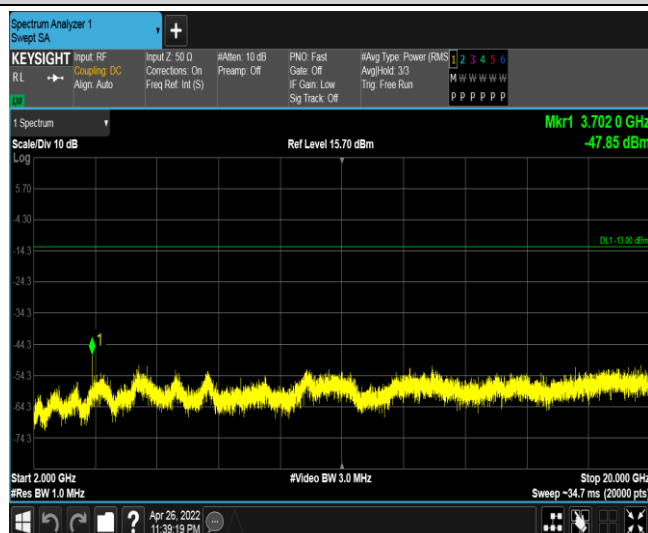 Spectrum Analyzer 1
Swept SA
KEYSIGHT
RL
Input: RF
Coupling: DC
Align: Auto
Input Z: 50 Ω
Corrections: On
Freq Ref: Int (S)
#Atten: 10 dB
Preamp: Off
PNO: Fast
Gate: Off
IF Gain: Low
Sig Track: Off
#Avg Type: Power (RMS
Avg|Hold: 3/3
Trig: Free Run
1 2 3 4 5 6
M W W W W W
P P P P P P
1 Spectrum
Mkr1 3.702 0 GHz
Scale/Div 10 dB
Ref Level 15.70 dBm
-47.85 dBm
Log
5.70
-4.30
DL1 -13.00 dBm
-14.3
-24.3
-34.3
1
-44.3
-54.3
-64.3
-74.3
Start 2.000 GHz
#Video BW 3.0 MHz
Stop 20.000 GHz
#Res BW 1.0 MHz
Sweep ~34.7 ms (20000 pts)
Apr 26, 2022
11:39:19 PM